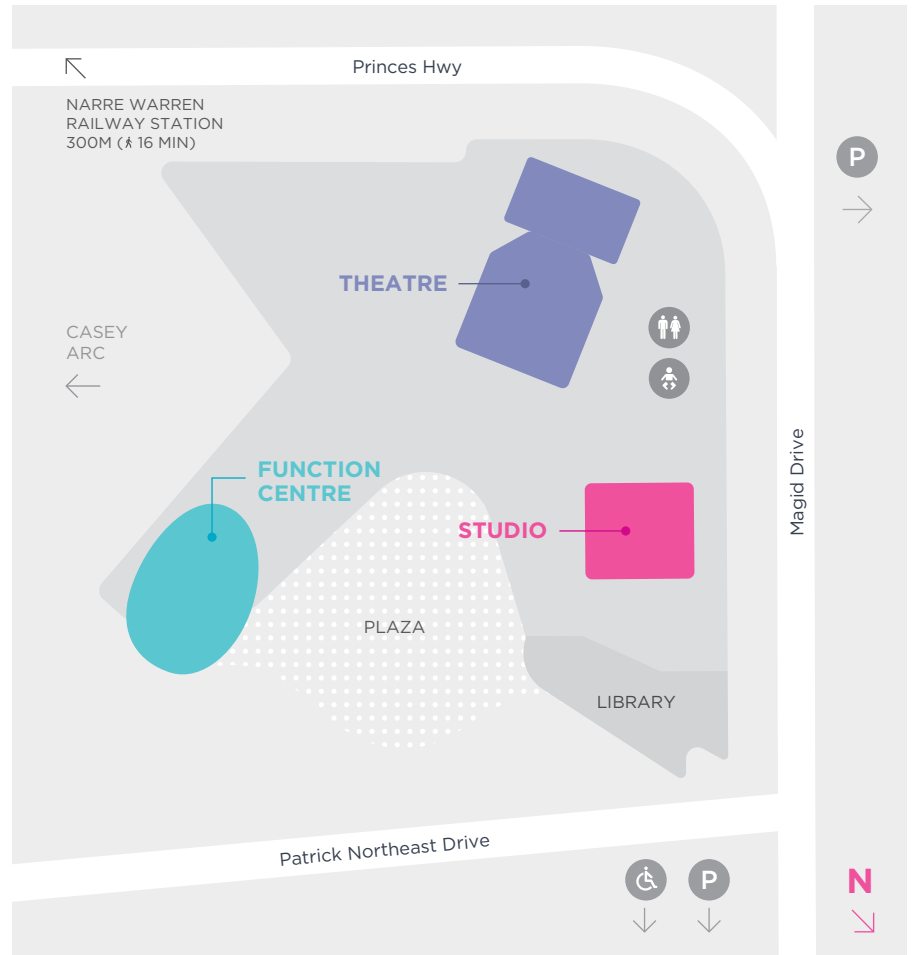 Princes Hwy
NARRE WARREN
RAILWAY STATION
300M (16 MIN)
P
THEATRE
CASEY
ARC
Magid Drive
FUNCTION
CENTRE
STUDIO
PLAZA
LIBRARY
Patrick Northeast Drive
P
N